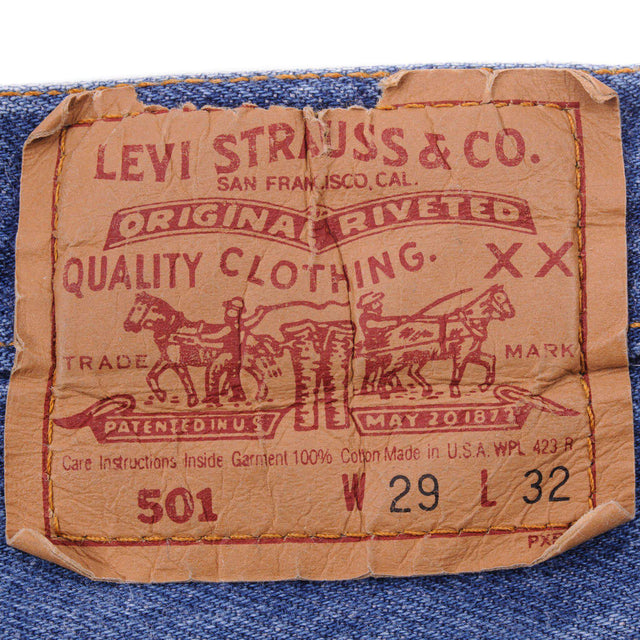 LEVI STRAUSS & CO.
SAN FRANCISCO, CAL.
ORIGINAL RIVETED
QUALITY CLOTHING. XX
TRADE MARK
PATENTED IN U.S. MAY 20 1873
Care Instructions Inside Garment 100% Cotton Made in U.S.A. WPL 423 R
501 W 29 L 32